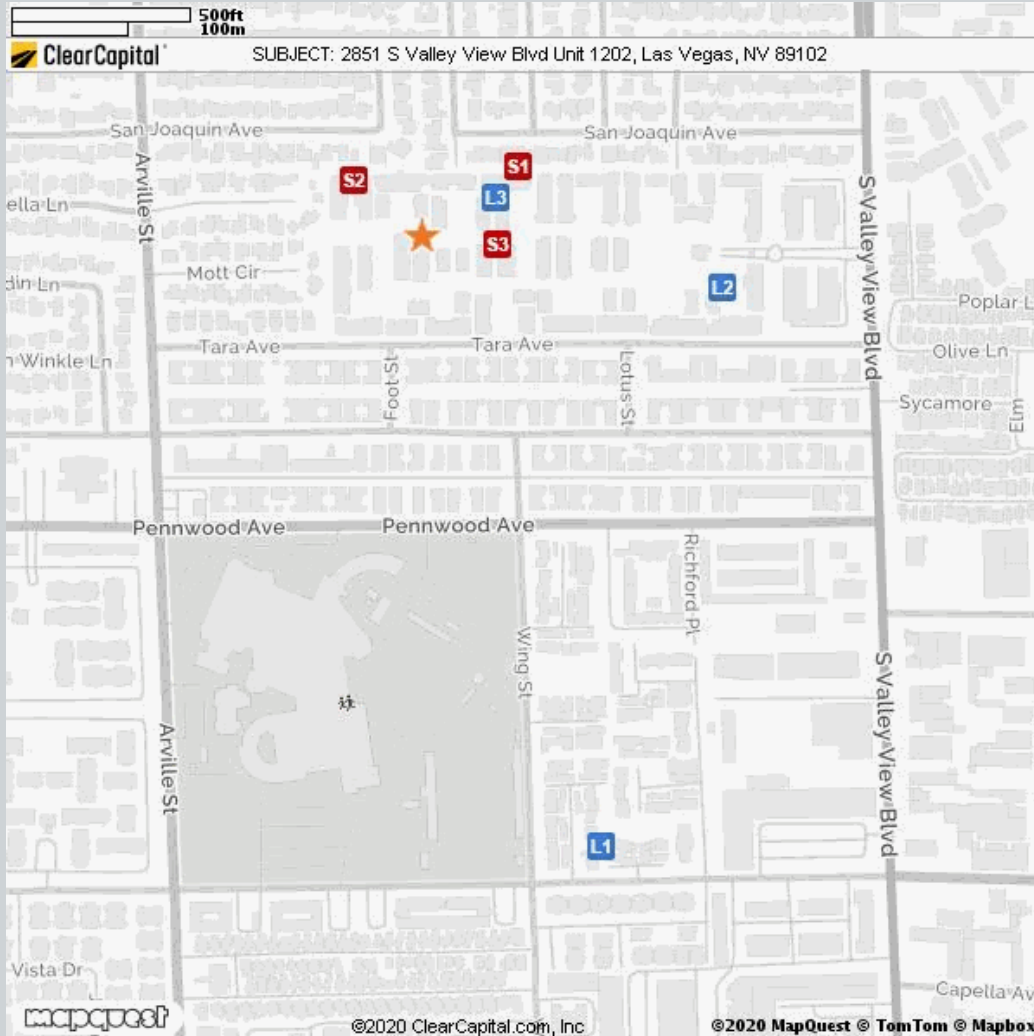 500ft
100m
ClearCapital
SUBJECT: 2851 S Valley View Blvd Unit 1202, Las Vegas, NV 89102
San Joaquin Ave
San Joaquin Ave
Arville St
S Valley View Blvd
S1
S2
L3
ella Ln
S3
Mott Cir
din Ln
L2
Poplar L
Tara Ave
Tara Ave
Olive Ln
n Winkle Ln
Foot St
Lotus St
Sycamore
Elm
Pennwood Ave
Pennwood Ave
Richford Pl
Wing St
S Valley View Blvd
Arville St
L1
Vista Dr
Capella Av
mapquest
©2020 ClearCapital.com, Inc
©2020 MapQuest © TomTom © Mapbox